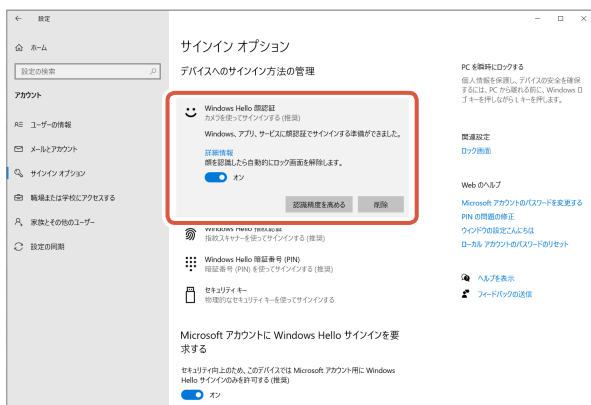 設定
ホーム
設定の検索
アカウント
ユーザーの情報
メールとアカウント
サインイン オプション
職場または学校にアクセスする
家族とその他のユーザー
設定の同期
サインイン オプション
デバイスへのサインイン方法の管理
Windows Hello 顔認証
カメラを使ってサインインする (推奨)
Windows、アプリ、サービスに顔認証でサインインする準備ができました。
詳細情報
顔を認識したら自動的にロック画面を解除します。
オン
認識精度を高める
削除
Windows Hello 指紋認証
指紋スキャナーを使ってサインインする (推奨)
Windows Hello 暗証番号 (PIN)
暗証番号 (PIN) を使ってサインインする (推奨)
セキュリティ キー
物理的なセキュリティ キーを使ってサインインする
Microsoft アカウントに Windows Hello サインインを要
求する
セキュリティ向上のため、このデバイスでは Microsoft アカウント用に Windows
Hello サインインのみを許可する (推奨)
オン
PC を瞬時にロックする
個人情報を保護し、デバイスの安全を確保
するには、PC から離れる前に、Windows ロ
ゴ キーを押しながら L キーを押します。
関連設定
ロック画面
Web のヘルプ
Microsoft アカウントのパスワードを変更する
PIN の問題の修正
ウィンドウの設定こんにちは
ローカル アカウントのパスワードのリセット
ヘルプを表示
フィードバックの送信